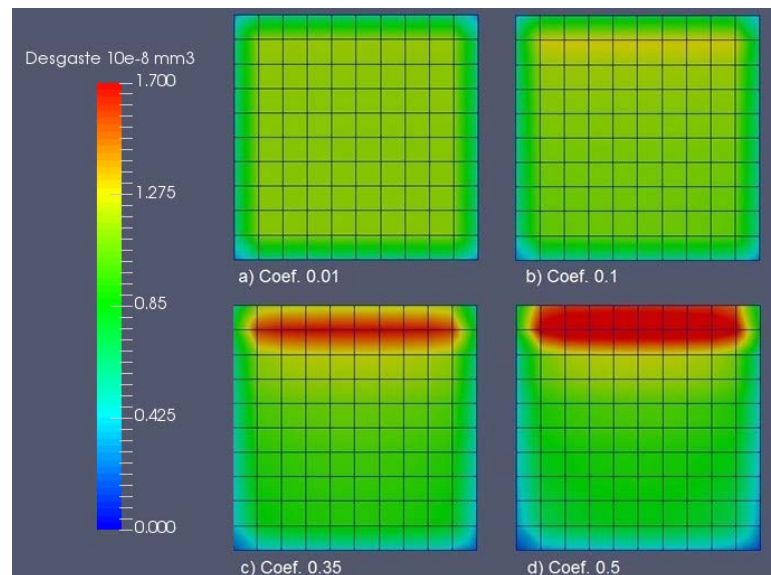 Desgaste 10e-8 mm3
1.700
1.275
0.85
0.425
0.000
a) Coef. 0.01
b) Coef. 0.1
c) Coef. 0.35
d) Coef. 0.5